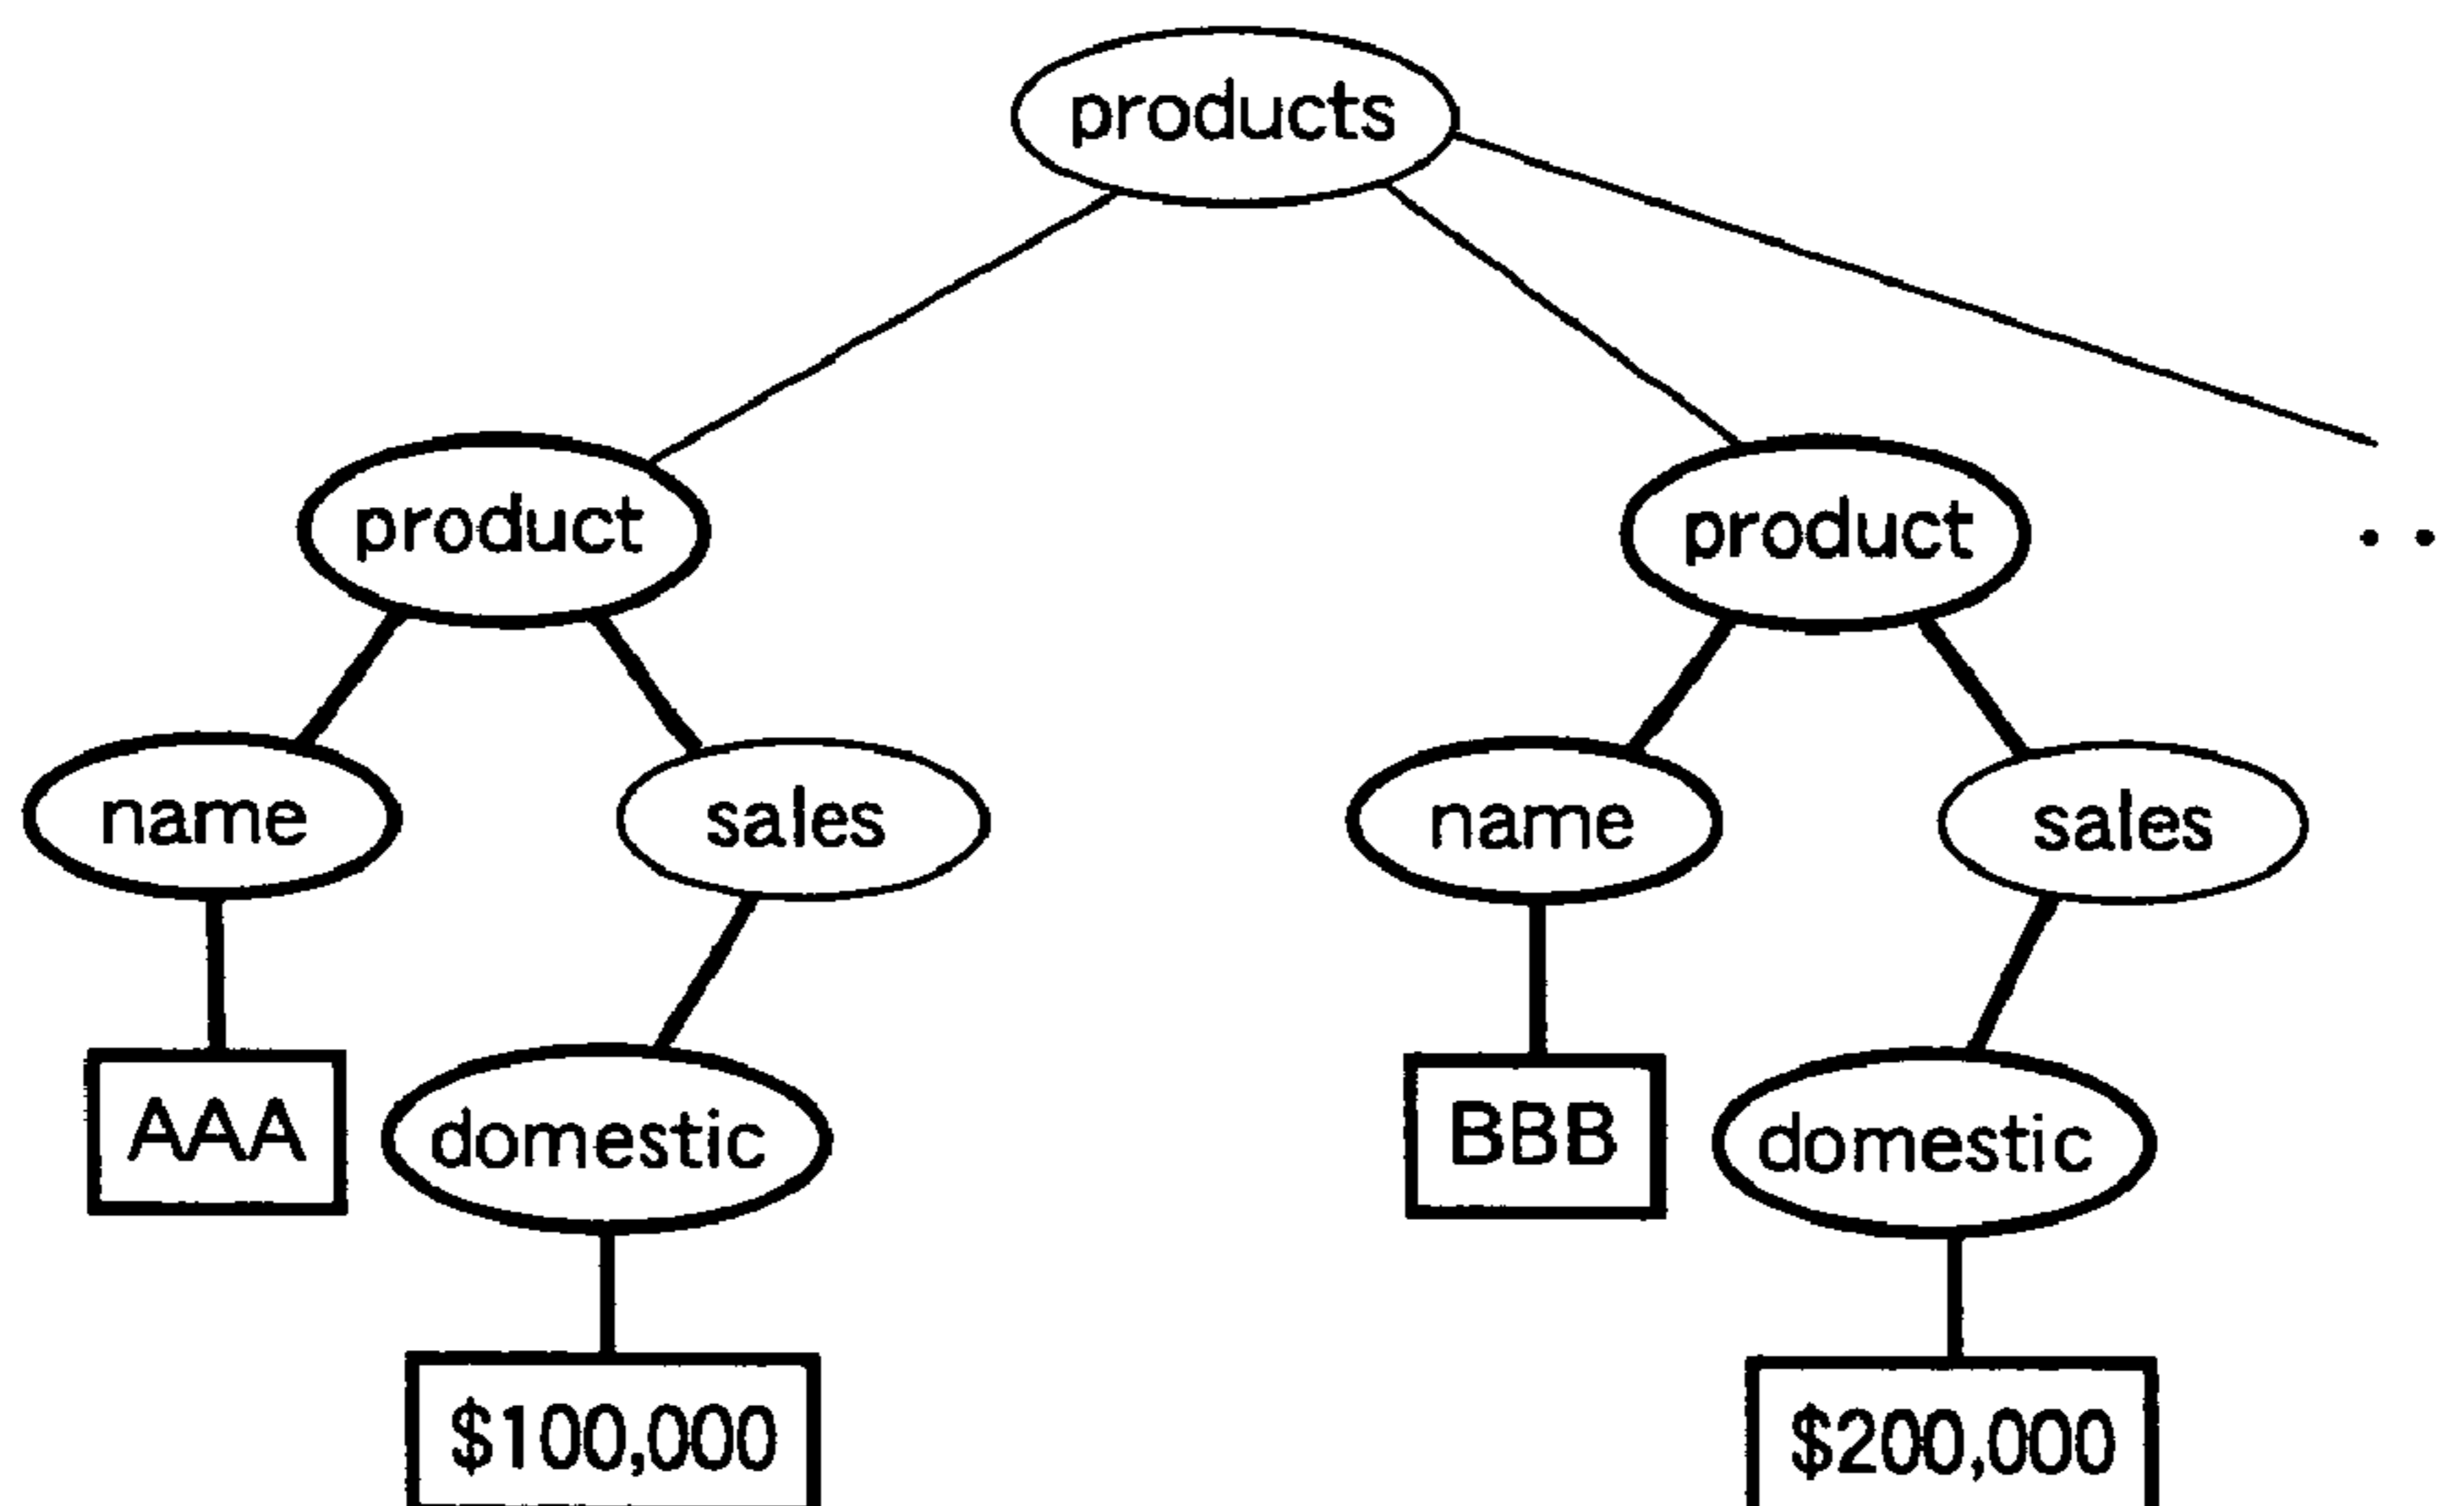 products
product product
. .
name sales name sales
AAA domestic BBB domestic
$100,000 $200,000